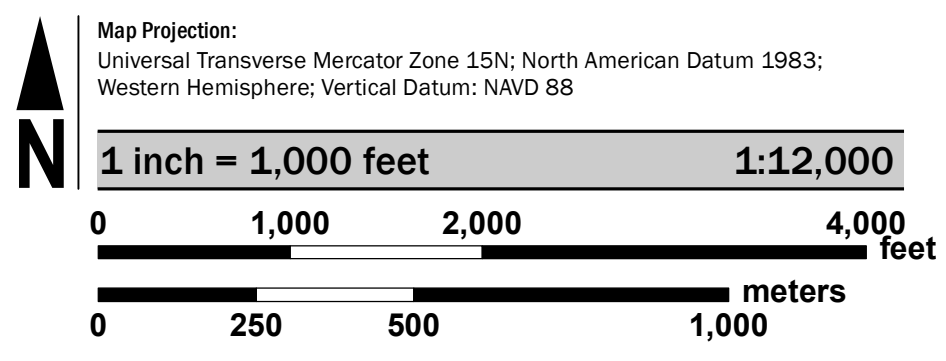 Map Projection:
Universal Transverse Mercator Zone 15N; North American Datum 1983;
Western Hemisphere; Vertical Datum: NAVD 88
N
1 inch = 1,000 feet 1:12,000
0 1,000 2,000 4,000
feet
meters
0 250 500 1,000